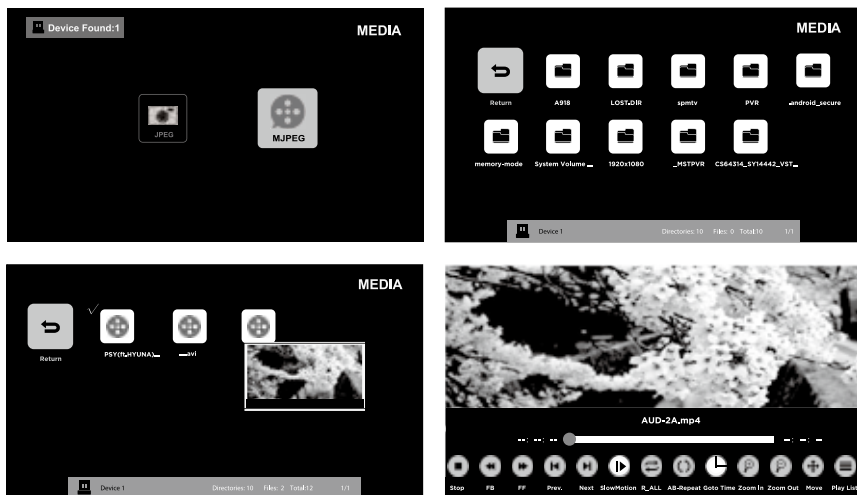 Device Found:1
MEDIA
JPEG
MJPEG
MEDIA
Return A918 LOST.DIR spmtv PVR .android_secure
memory-mode System Volume _ 1920x1080 _MSTPVR CS64314_SY14442_VST_
Device 1 Directories:10 Files: 0 Total:10 1/1
MEDIA
Return PSY(ft.HYUNA)_ _avi
Device 1 Directories:10 Files: 2 Total:12 1/1
AUD-2A.mp4
--: --: -- -: -: -
Stop FB FF Prev. Next SlowMotion R_ALL AB-Repeat Goto Time Zoom In Zoom Out Move Play List